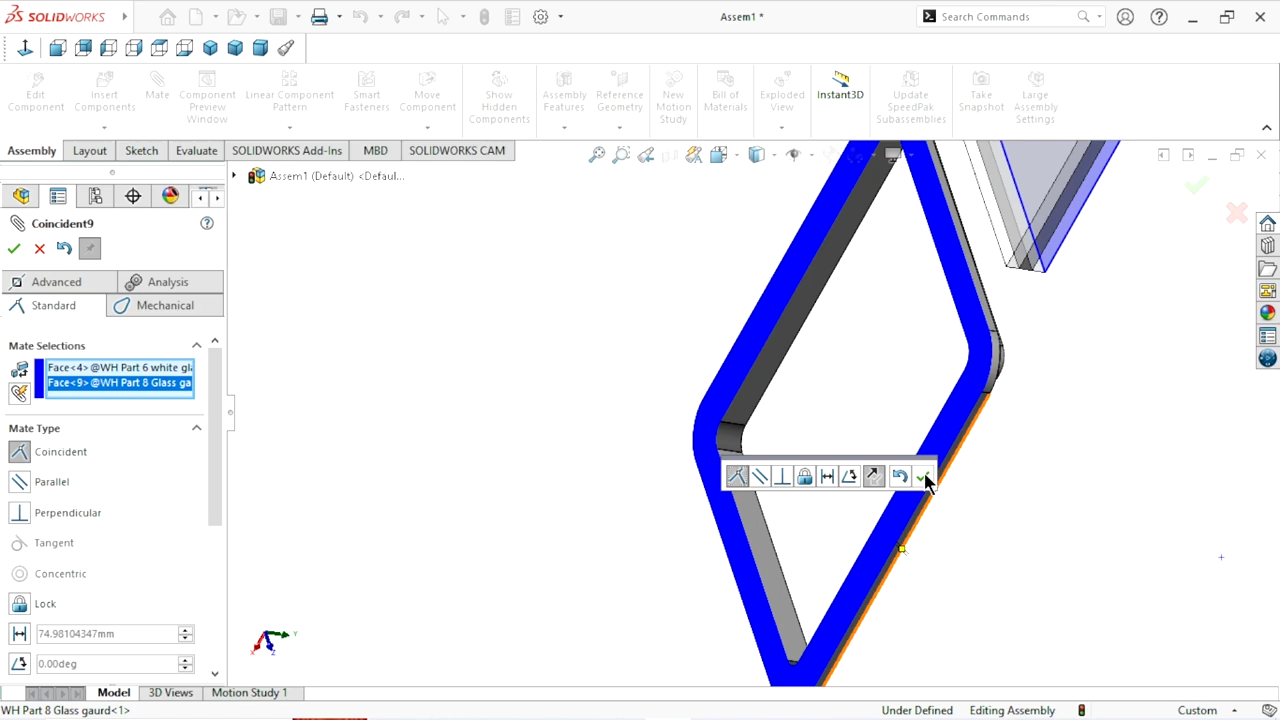 SOLIDWORKS
Assem1 *
Search Commands
Edit Component
Insert Components
Mate
Component Preview Window
Linear Component Pattern
Smart Fasteners
Move Component
Show Hidden Components
Assembly Features
Reference Geometry
New Motion Study
Bill of Materials
Exploded View
Instant3D
Update SpeedPak Subassemblies
Take Snapshot
Large Assembly Settings
Assembly
Layout
Sketch
Evaluate
SOLIDWORKS Add-Ins
MBD
SOLIDWORKS CAM
Assem1 (Default) <Defaul...
Coincident9
Advanced
Analysis
Standard
Mechanical
Mate Selections
Face<4> @WH Part 6 white gl
Face<9> @WH Part 8 Glass ga
Mate Type
Coincident
Parallel
Perpendicular
Tangent
Concentric
Lock
74.98104347mm
0.00deg
Y
X
Z
Model
3D Views
Motion Study 1
WH Part 8 Glass gaurd<1>
Under Defined
Editing Assembly
Custom